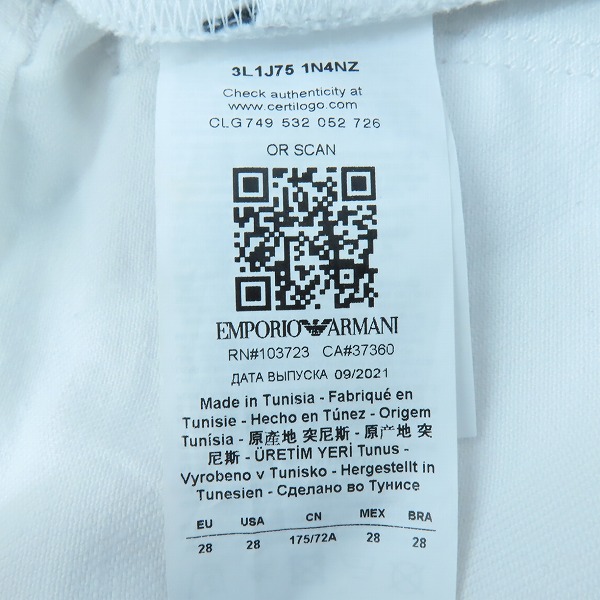 3L1J75 1N4NZ
Check authenticity at
www.certilogo.com
CLG 749 532 052 726
OR SCAN
EMPORIO ARMANI
RN#103723 CA#37360
ДАТА ВЫПУСКА 09/2021
Made in Tunisia - Fabriqué en
Tunisie - Hecho en Túnez - Origem
Tunísia - 原產地 突尼斯 - 原产地 突
尼斯 - ÜRETİM YERİ Tunus -
Vyrobeno v Tunisko - Hergestellt in
Tunesien - Сделано во Тунисе
EU USA CN MEX BRA
28 28 175/72A 28 28